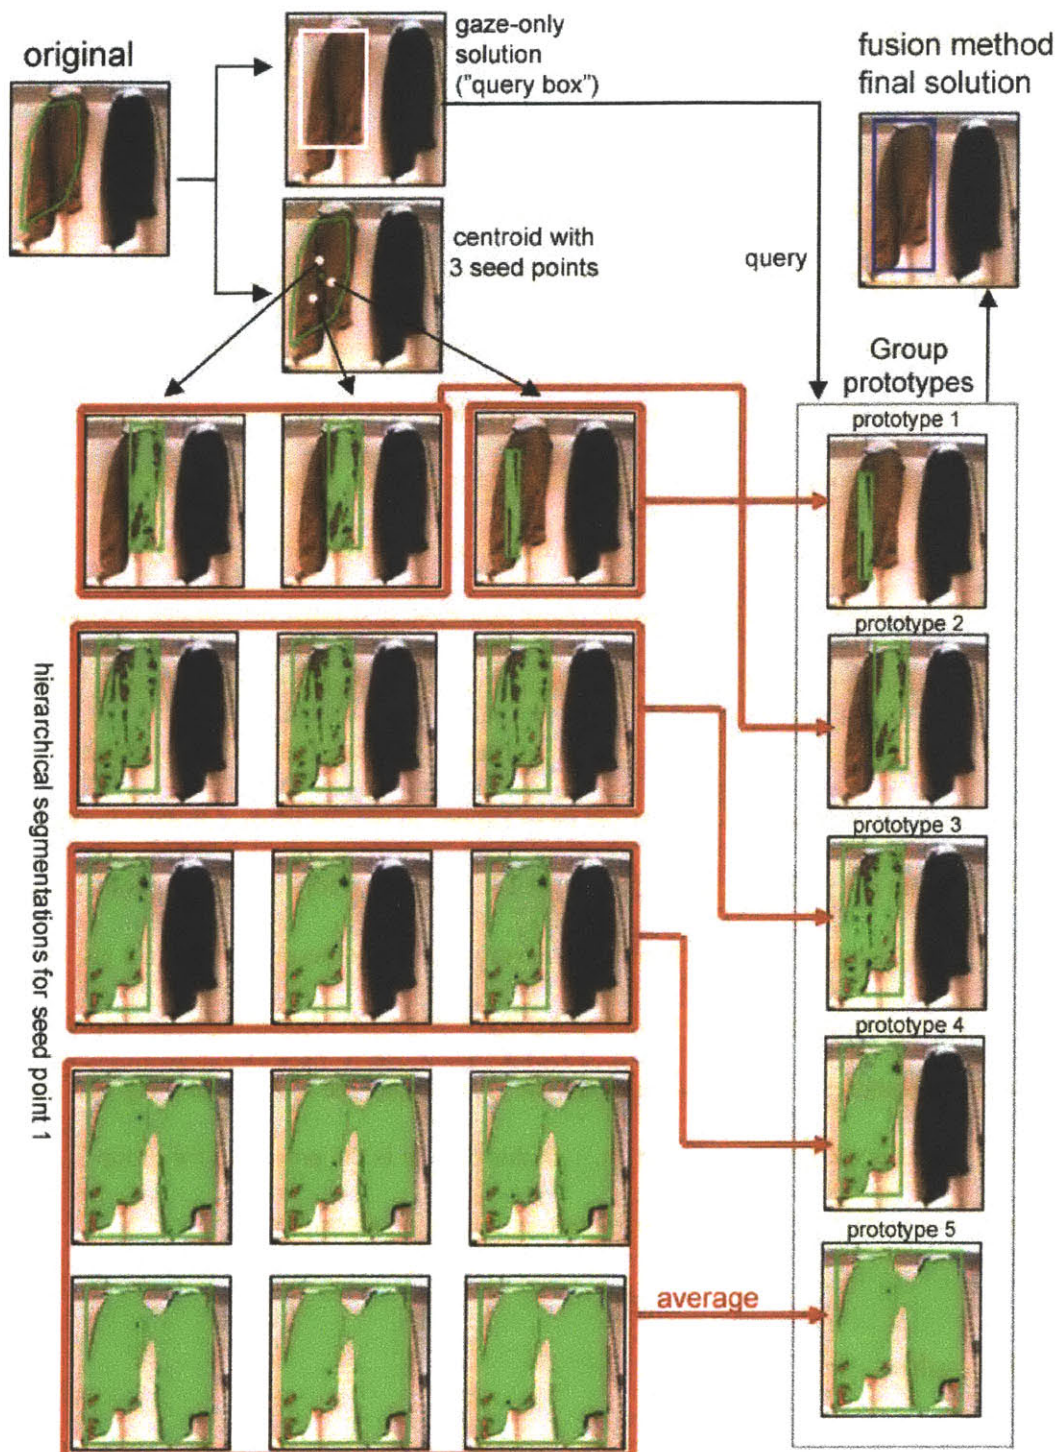 original
gaze-only
solution
("query box")
fusion method
final solution
centroid with
3 seed points
query
Group
prototypes
prototype 1
prototype 2
prototype 3
prototype 4
prototype 5
hierarchical segmentations for seed point 1
average